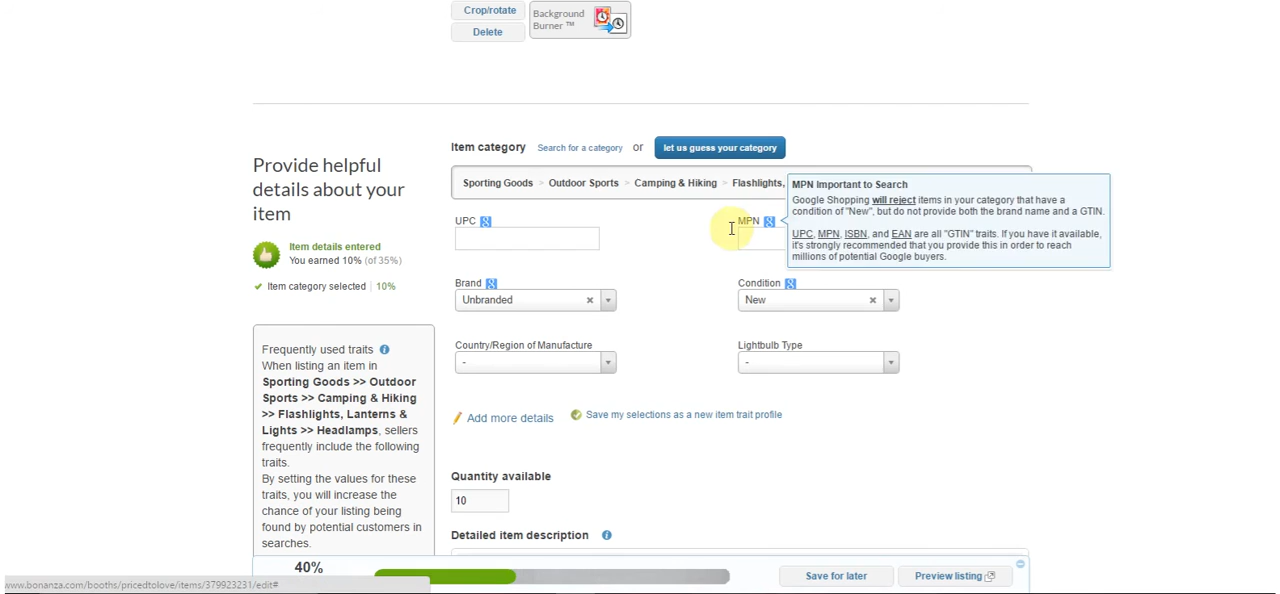 Crop/rotate
Delete
Background
Burner ™
Item category Search for a category or let us guess your category
Provide helpful
details about your
item
Sporting Goods > Outdoor Sports > Camping & Hiking > Flashlights,
MPN Important to Search
Google Shopping will reject items in your category that have a
condition of "New", but do not provide both the brand name and a GTIN.
UPC, MPN, ISBN, and EAN are all "GTIN" traits. If you have it available,
it's strongly recommended that you provide this in order to reach
millions of potential Google buyers.
UPC 8
MPN 8
Item details entered
You earned 10% (of 35%)
Item category selected | 10%
Brand 8
Unbranded ×
Condition 8
New ×
Country/Region of Manufacture
-
Lightbulb Type
-
Frequently used traits i
When listing an item in
Sporting Goods >> Outdoor
Sports >> Camping & Hiking
>> Flashlights, Lanterns &
Lights >> Headlamps, sellers
frequently include the following
traits.
By setting the values for these
traits, you will increase the
chance of your listing being
found by potential customers in
searches.
Add more details
Save my selections as a new item trait profile
Quantity available
10
Detailed item description i
40%
Save for later
Preview listing
www.bonanza.com/booths/pricedtolove/items/379923231/edit#